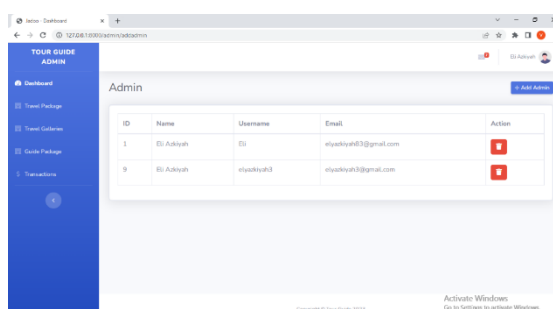 Dashboard
127.0.0.1:8000/admin/addadmin
TOUR GUIDE
ADMIN
Eli Azkiyah
Dashboard
Admin
+ Add Admin
Travel Package
Travel Galleries
Guide Package
Transactions
ID Name Username Email Action
1 Eli Azkiyah Eli elyazkiyah83@gmail.com
9 Eli Azkiyah elyazkiyah3 elyazkiyah3@gmail.com
Activate Windows
Go to Settings to activate Windows.